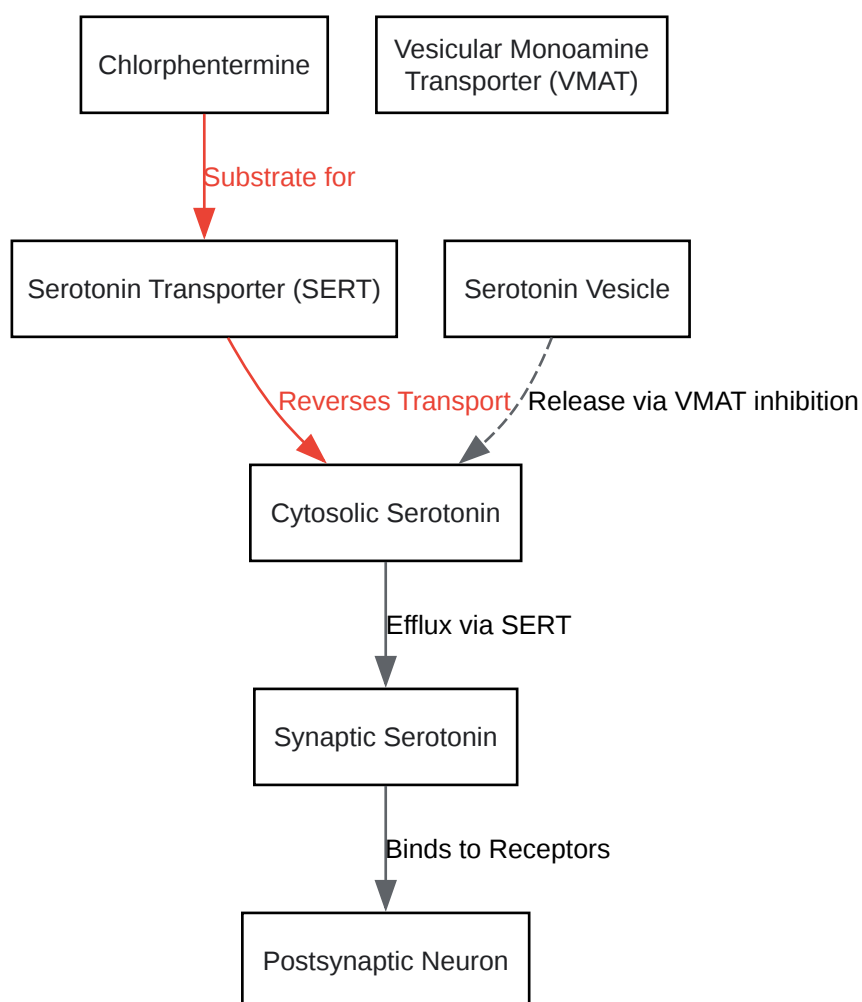 Chlorphentermine
Vesicular Monoamine
Transporter (VMAT)
Substrate for
Serotonin Transporter (SERT)
Serotonin Vesicle
Reverses Transport
Release via VMAT inhibition
Cytosolic Serotonin
Efflux via SERT
Synaptic Serotonin
Binds to Receptors
Postsynaptic Neuron